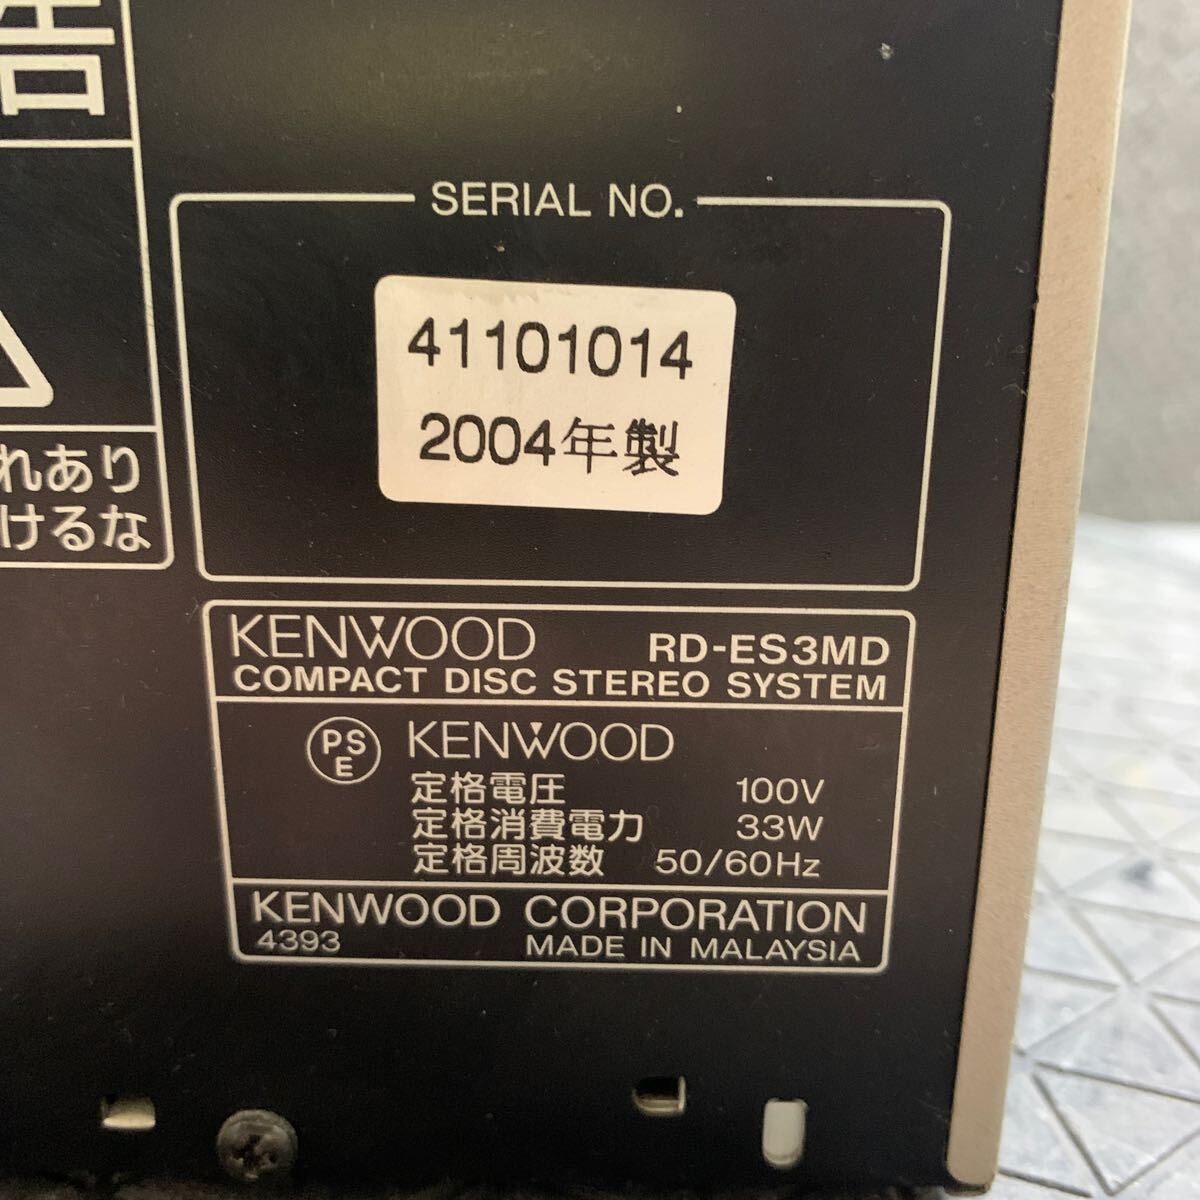 れあり
けるな
SERIAL NO.
41101014
2004年製
KENWOOD RD-ES3MD
COMPACT DISC STEREO SYSTEM
PSE KENWOOD
定格電圧 100V
定格消費電力 33W
定格周波数 50/60Hz
KENWOOD CORPORATION
4393 MADE IN MALAYSIA